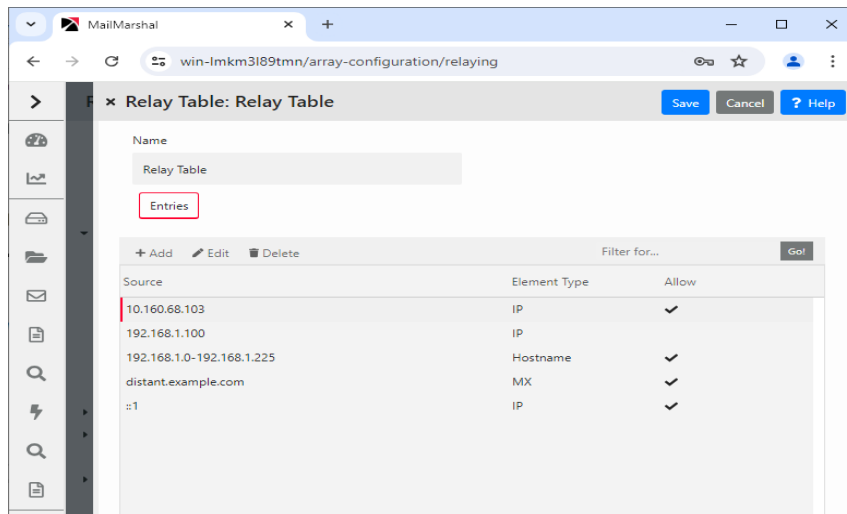 MailMarshal
win-lmkm3l89tmn/array-configuration/relaying
Relay Table: Relay Table
Save
Cancel
? Help
Name
Relay Table
Entries
+ Add Edit Delete
Filter for...
Go!
Source Element Type Allow
10.160.68.103 IP
192.168.1.100 IP
192.168.1.0-192.168.1.225 Hostname
distant.example.com MX
::1 IP